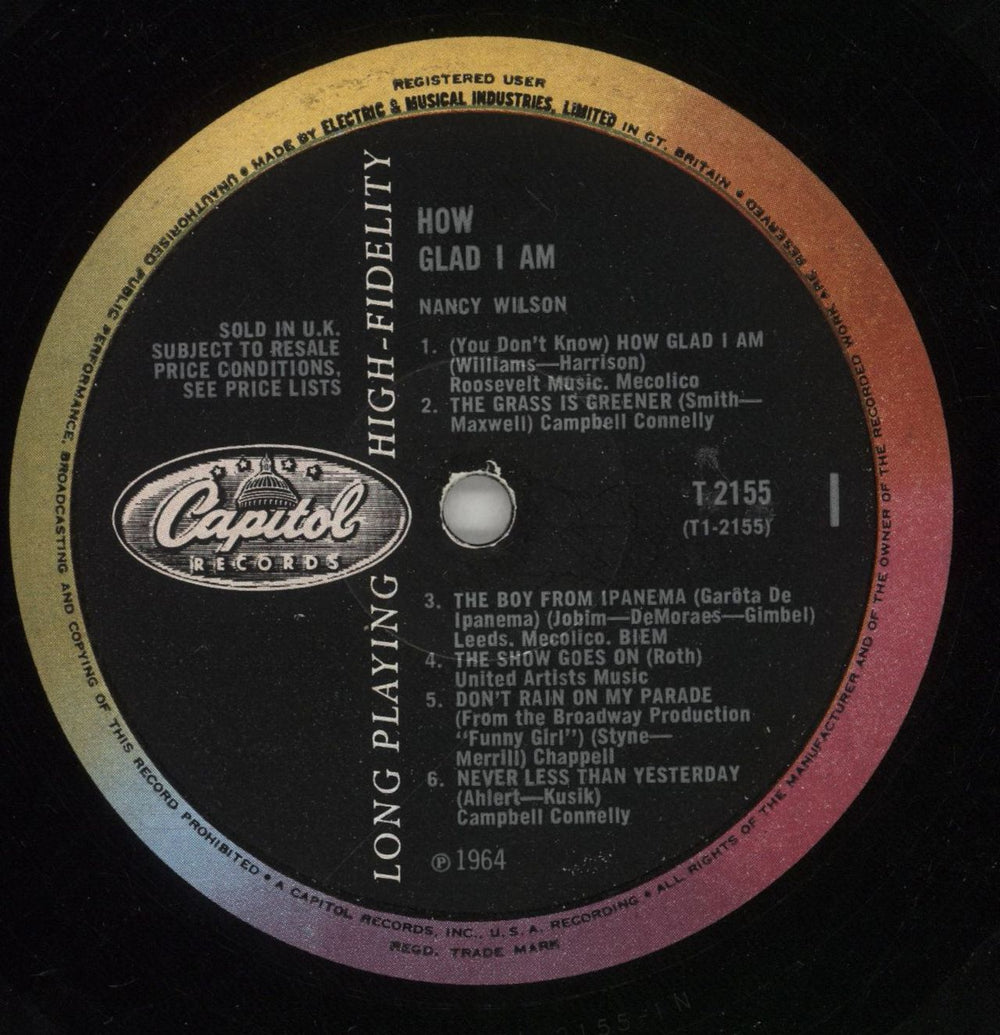 REGISTERED USER
UNAUTHORISED PUBLIC PERFORMANCE, BROADCASTING AND COPYING OF THIS RECORD PROHIBITED • A CAPITOL RECORDS, INC., U.S.A. RECORDING • ALL RIGHTS OF THE MANUFACTURER AND OF THE OWNER OF THE RECORDED WORK ARE RESERVED • MADE BY ELECTRIC & MUSICAL INDUSTRIES, LIMITED IN GT. BRITAIN •
REGD. TRADE MARK
LONG PLAYING HIGH-FIDELITY
HOW
GLAD I AM
NANCY WILSON
SOLD IN U.K.
SUBJECT TO RESALE
PRICE CONDITIONS,
SEE PRICE LISTS
1. (You Don't Know) HOW GLAD I AM
(Williams—Harrison)
Roosevelt Music. Mecolico
2. THE GRASS IS GREENER (Smith—
Maxwell) Campbell Connelly
Capitol
RECORDS
T 2155
(T1-2155)
1
3. THE BOY FROM IPANEMA (Garôta De
Ipanema) (Jobim—DeMoraes—Gimbel)
Leeds. Mecolico. BIEM
4. THE SHOW GOES ON (Roth)
United Artists Music
5. DON'T RAIN ON MY PARADE
(From the Broadway Production
"Funny Girl") (Styne—
Merrill) Chappell
6. NEVER LESS THAN YESTERDAY
(Ahlert—Kusik)
Campbell Connelly
℗ 1964